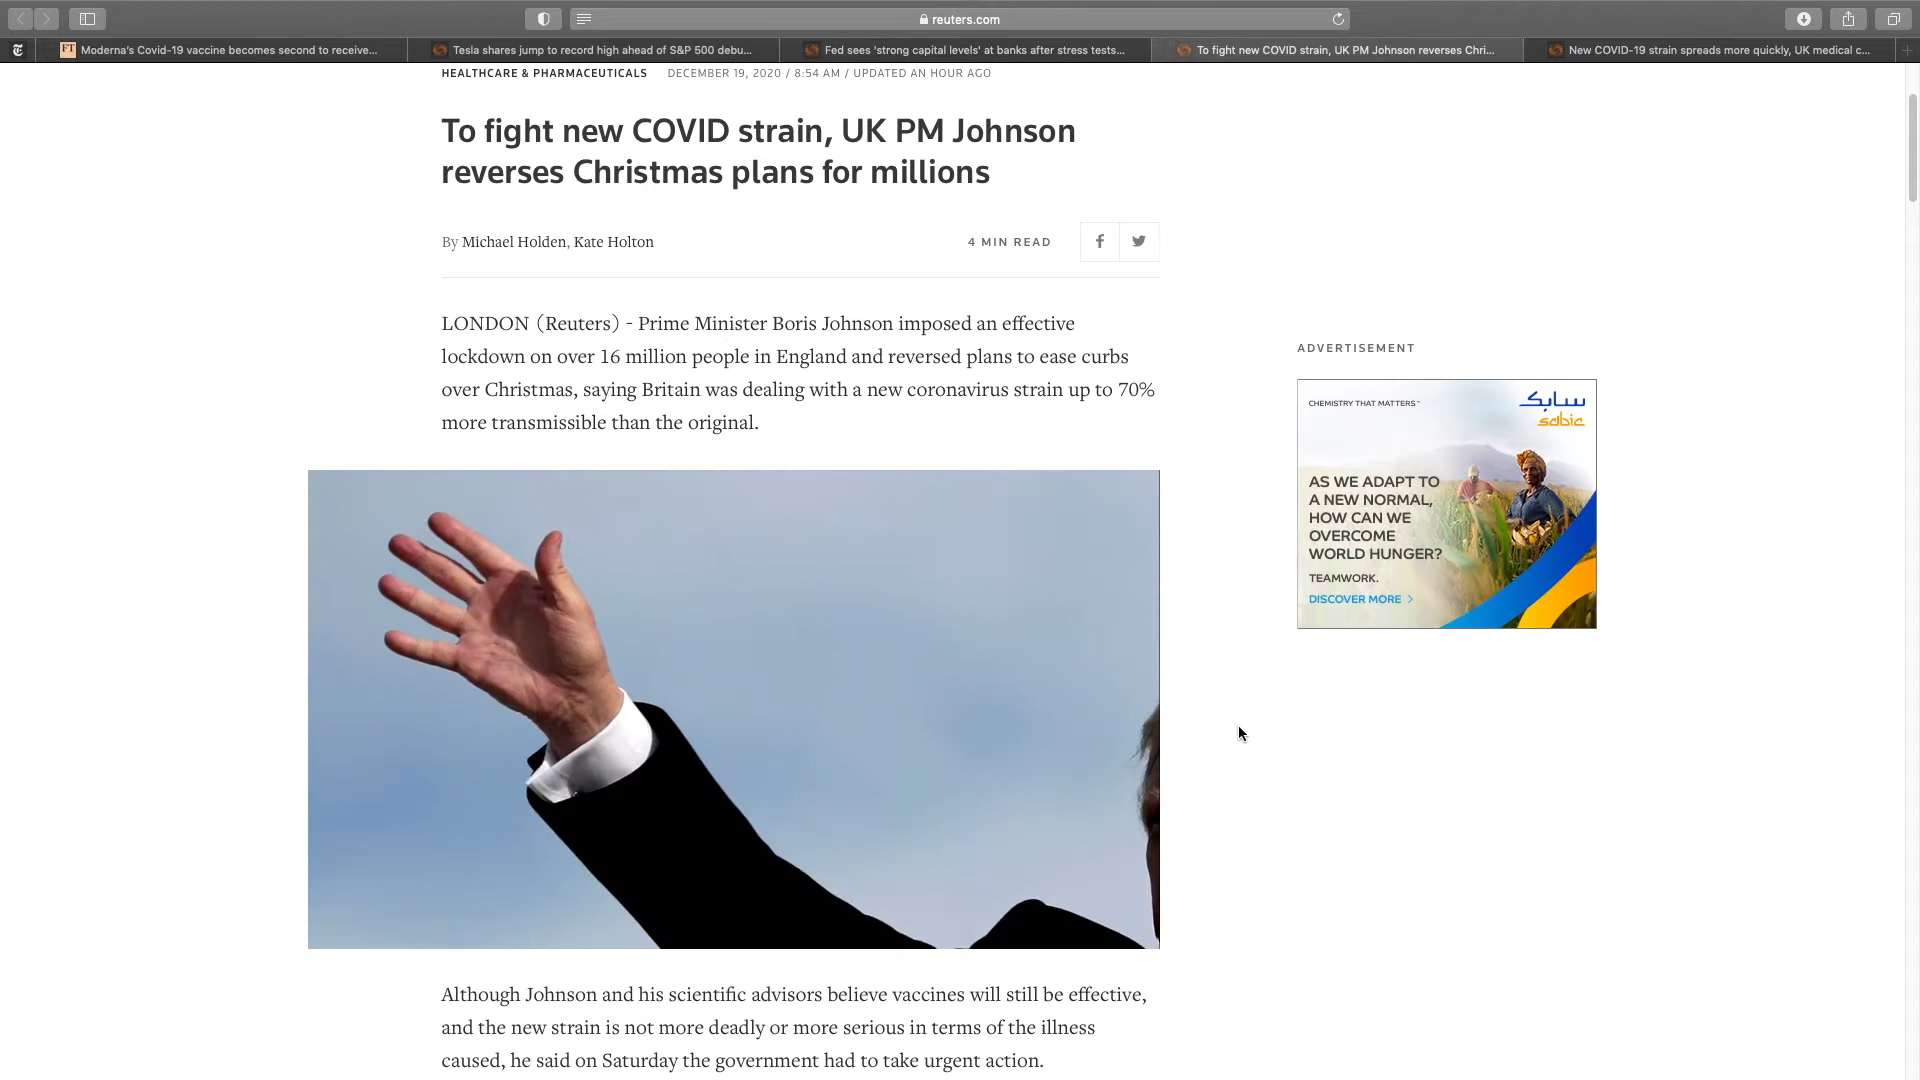 reuters.com
FT Moderna's Covid-19 vaccine becomes second to receive...
Tesla shares jump to record high ahead of S&P 500 debu...
Fed sees 'strong capital levels' at banks after stress tests...
To fight new COVID strain, UK PM Johnson reverses Chri...
New COVID-19 strain spreads more quickly, UK medical c...
HEALTHCARE & PHARMACEUTICALS DECEMBER 19, 2020 / 8:54 AM / UPDATED AN HOUR AGO
To fight new COVID strain, UK PM Johnson
reverses Christmas plans for millions
By Michael Holden, Kate Holton
4 MIN READ
LONDON (Reuters) - Prime Minister Boris Johnson imposed an effective
lockdown on over 16 million people in England and reversed plans to ease curbs
over Christmas, saying Britain was dealing with a new coronavirus strain up to 70%
more transmissible than the original.
ADVERTISEMENT
CHEMISTRY THAT MATTERS™
سابك
sabic
AS WE ADAPT TO
A NEW NORMAL,
HOW CAN WE
OVERCOME
WORLD HUNGER?
TEAMWORK.
DISCOVER MORE >
Although Johnson and his scientific advisors believe vaccines will still be effective,
and the new strain is not more deadly or more serious in terms of the illness
caused, he said on Saturday the government had to take urgent action.